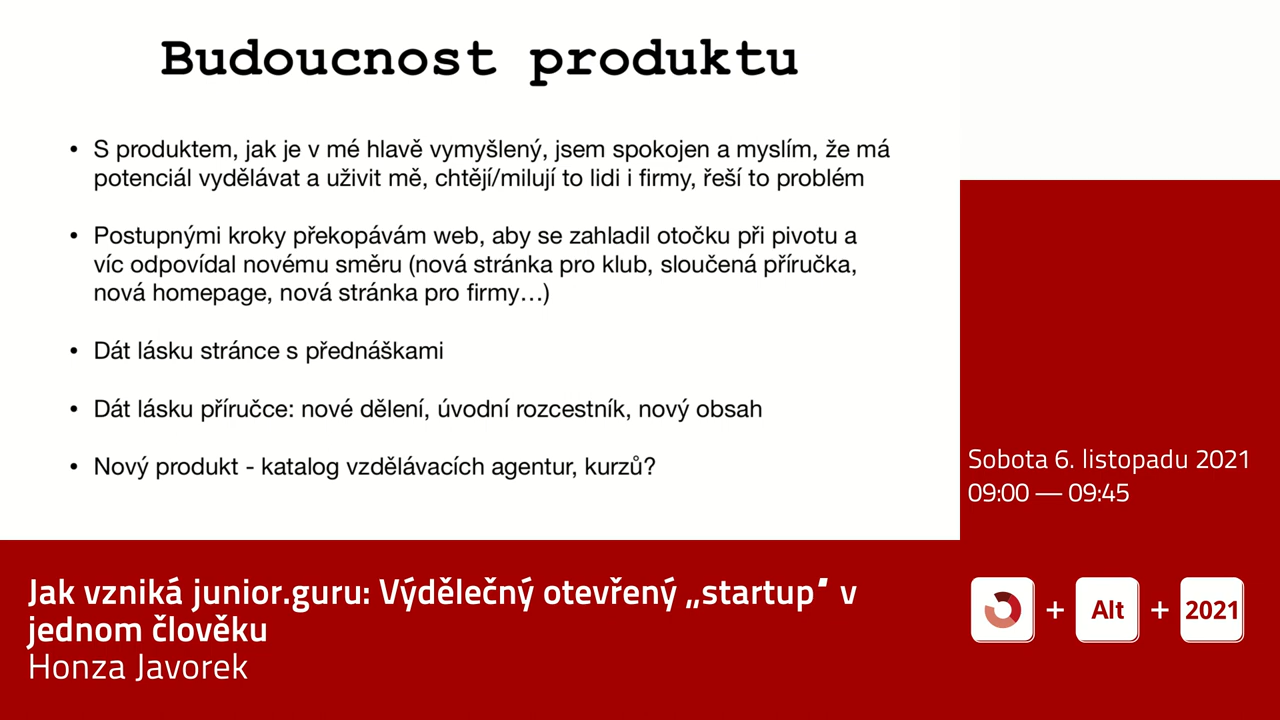 Budoucnost produktu
• S produktem, jak je v mé hlavě vymyšlený, jsem spokojen a myslím, že má
potenciál vydělávat a uživit mě, chtějí/milují to lidi i firmy, řeší to problém
• Postupnými kroky překopávám web, aby se zahladil otočku při pivotu a
víc odpovídal novému směru (nová stránka pro klub, sloučená příručka,
nová homepage, nová stránka pro firmy…)
• Dát lásku stránce s přednáškami
• Dát lásku příručce: nové dělení, úvodní rozcestník, nový obsah
• Nový produkt - katalog vzdělávacích agentur, kurzů?
Sobota 6. listopadu 2021
09:00 — 09:45
Jak vzniká junior.guru: Výdělečný otevřený „startup“ v
jednom člověku
Honza Javorek
+ Alt + 2021